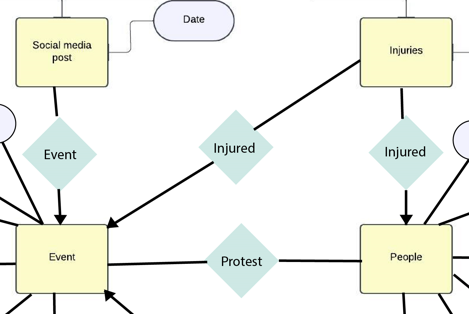 Date
Social media
post
Injuries
Event
Injured
Injured
Event
Protest
People